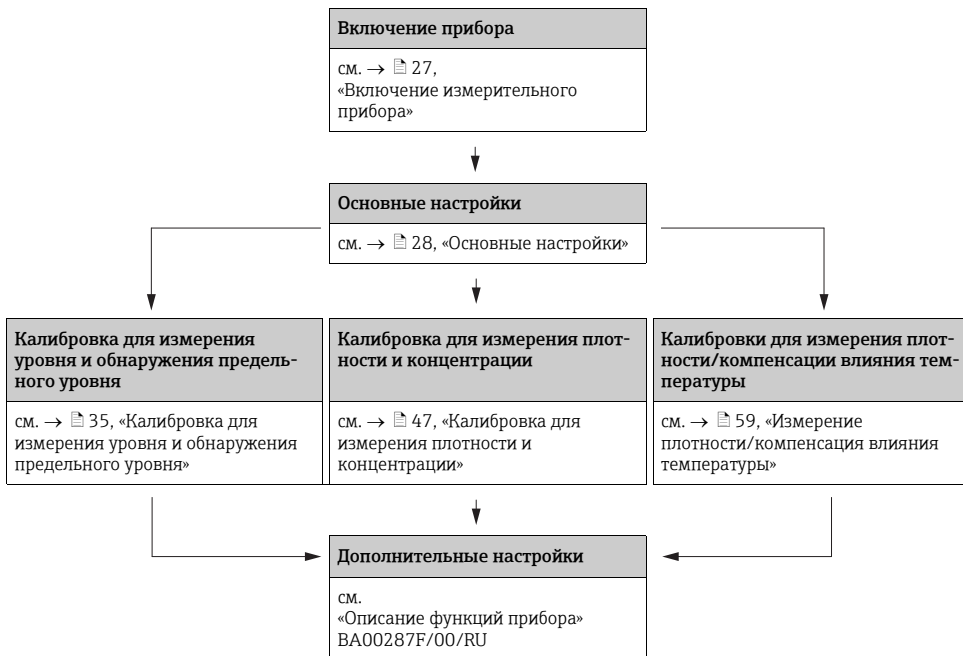 Включение прибора
см. → 27,
«Включение измерительного
прибора»
Основные настройки
см. → 28, «Основные настройки»
Калибровка для измерения
уровня и обнаружения предель-
ного уровня
см. → 35, «Калибровка для
измерения уровня и обнаружения
предельного уровня»
Калибровка для измерения плот-
ности и концентрации
см. → 47, «Калибровка для
измерения плотности и
концентрации»
Калибровки для измерения плот-
ности/компенсации влияния тем-
пературы
см. → 59, «Измерение
плотности/компенсация влияния
температуры»
Дополнительные настройки
см.
«Описание функций прибора»
BA00287F/00/RU